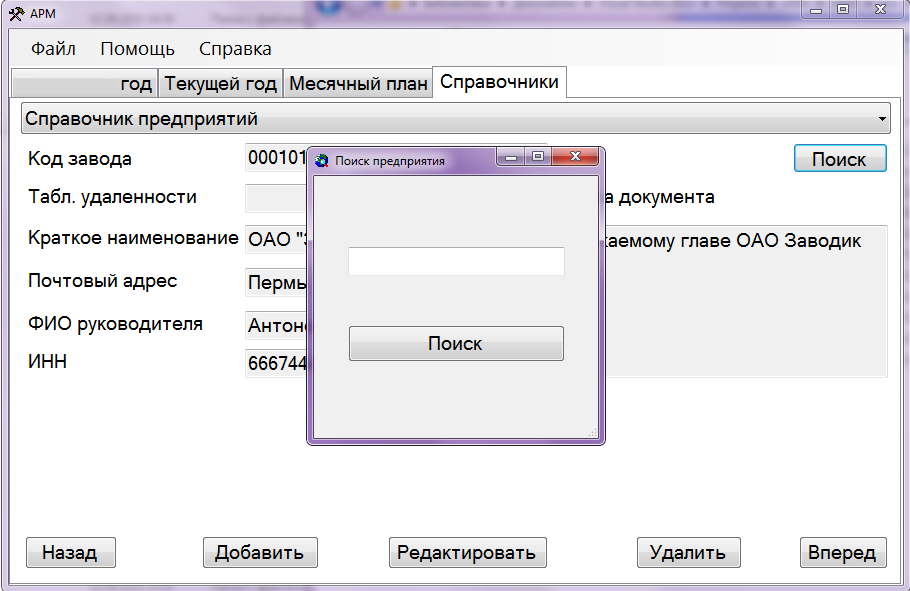 АРМ
Файл Помощь Справка
год Текущей год Месячный план Справочники
Справочник предприятий
Код завода 000101 Поиск
Табл. удаленности а документа
Краткое наименование ОАО "З каемому главе ОАО Заводик
Почтовый адрес Пермь
ФИО руководителя Антоно
ИНН 666744
Поиск предприятия
Поиск
Назад Добавить Редактировать Удалить Вперед